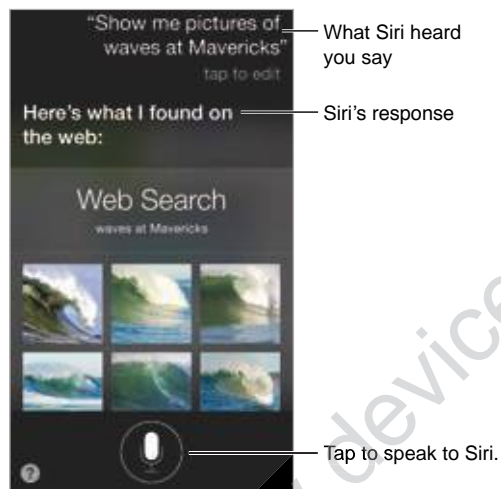 “Show me pictures of
waves at Mavericks”
tap to edit
What Siri heard
you say
Here’s what I found on
the web:
Siri’s response
Web Search
waves at Mavericks
device
Tap to speak to Siri.
?